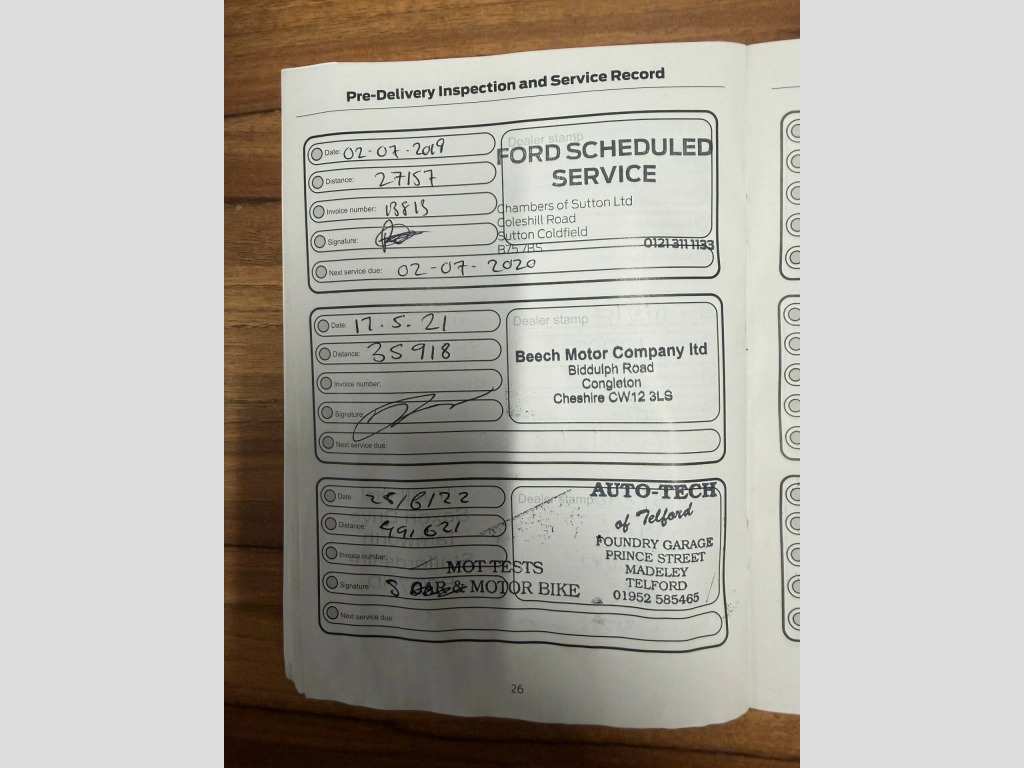 Pre-Delivery Inspection and Service Record
Date: 02-07-2019
Distance: 27157
Invoice number: 13813
Signature:
Next service due: 02-07-2020
Dealer stamp
FORD SCHEDULED
SERVICE
Chambers of Sutton Ltd
Coleshill Road
Sutton Coldfield
B75 7BS
0121 311 1133
Date: 17.5.21
Distance: 35918
Invoice number:
Signature:
Next service due:
Dealer stamp
Beech Motor Company ltd
Biddulph Road
Congleton
Cheshire CW12 3LS
Date
Distance: 49,621
Invoice number:
Signature:
Next service due
Dealer stamp
MOT TESTS
CAR & MOTOR BIKE
AUTO-TECH
of Telford
FOUNDRY GARAGE
PRINCE STREET
MADELEY
TELFORD
01952 585465
26